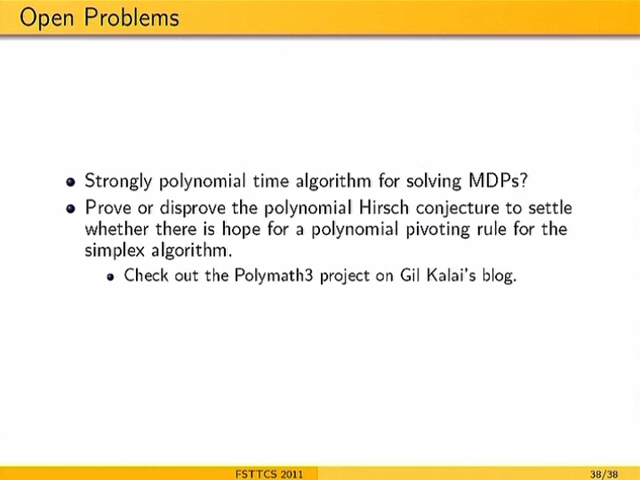 Open Problems
Strongly polynomial time algorithm for solving MDPs?
Prove or disprove the polynomial Hirsch conjecture to settle
whether there is hope for a polynomial pivoting rule for the
simplex algorithm.
Check out the Polymath3 project on Gil Kalai's blog.
FSTTCS 2011
38/38